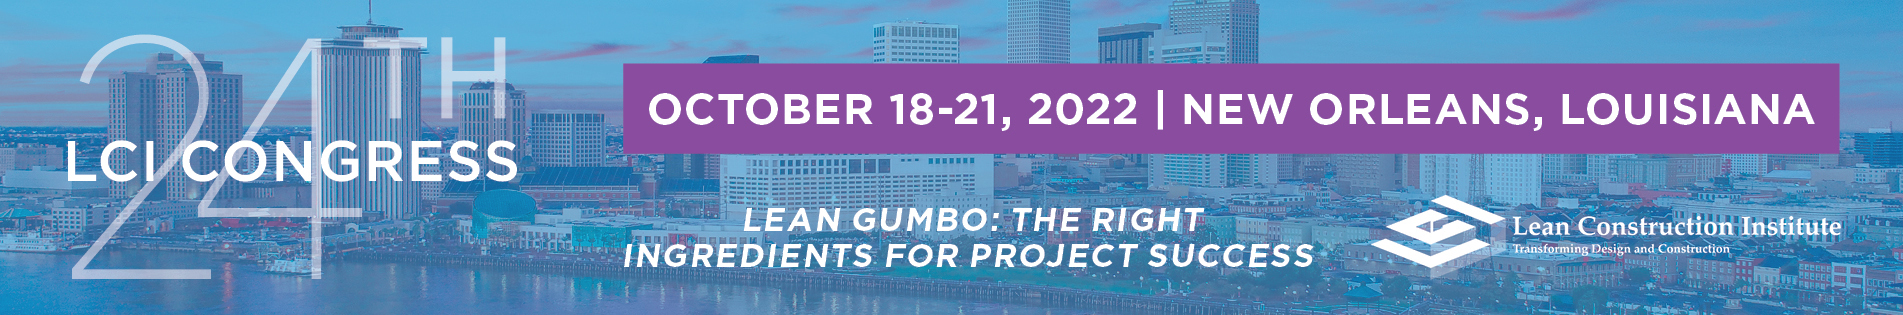 24TH
LCI CONGRESS
OCTOBER 18-21, 2022 | NEW ORLEANS, LOUISIANA
LEAN GUMBO: THE RIGHT
INGREDIENTS FOR PROJECT SUCCESS
Lean Construction Institute
Transforming Design and Construction